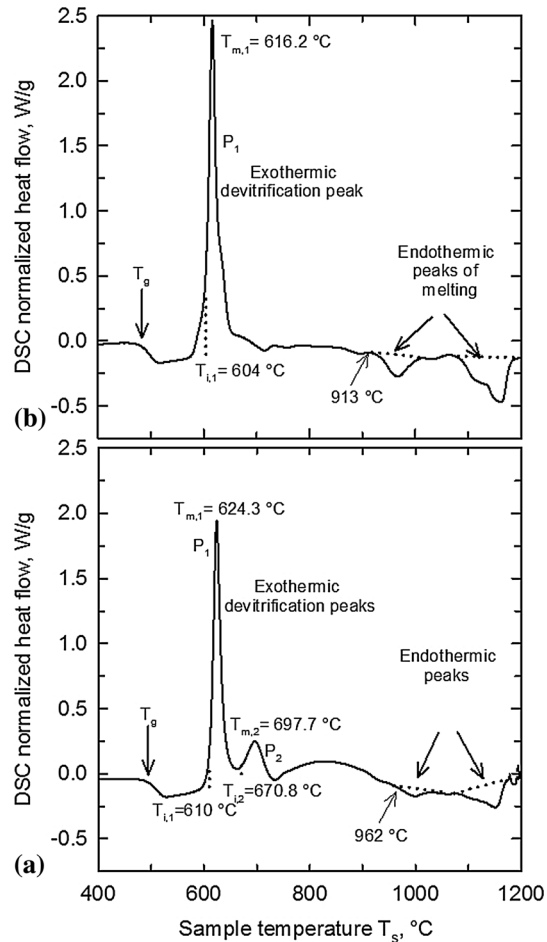 2.5
T_m,1= 616.2 °C
2.0
P_1
1.5
Exothermic
devitrification peak
1.0
Endothermic
peaks of
melting
0.5
T_g
0.0
T_i,1= 604 °C
913 °C
-0.5
DSC normalized heat flow, W/g
(b)
2.5
T_m,1= 624.3 °C
2.0
P_1
1.5
Exothermic
devitrification peaks
1.0
Endothermic
peaks
0.5
T_g
T_m,2= 697.7 °C
P_2
0.0
T_i,2=670.8 °C
T_i,1=610 °C
962 °C
-0.5
DSC normalized heat flow, W/g
(a)
400 600 800 1000 1200
Sample temperature T_s, °C